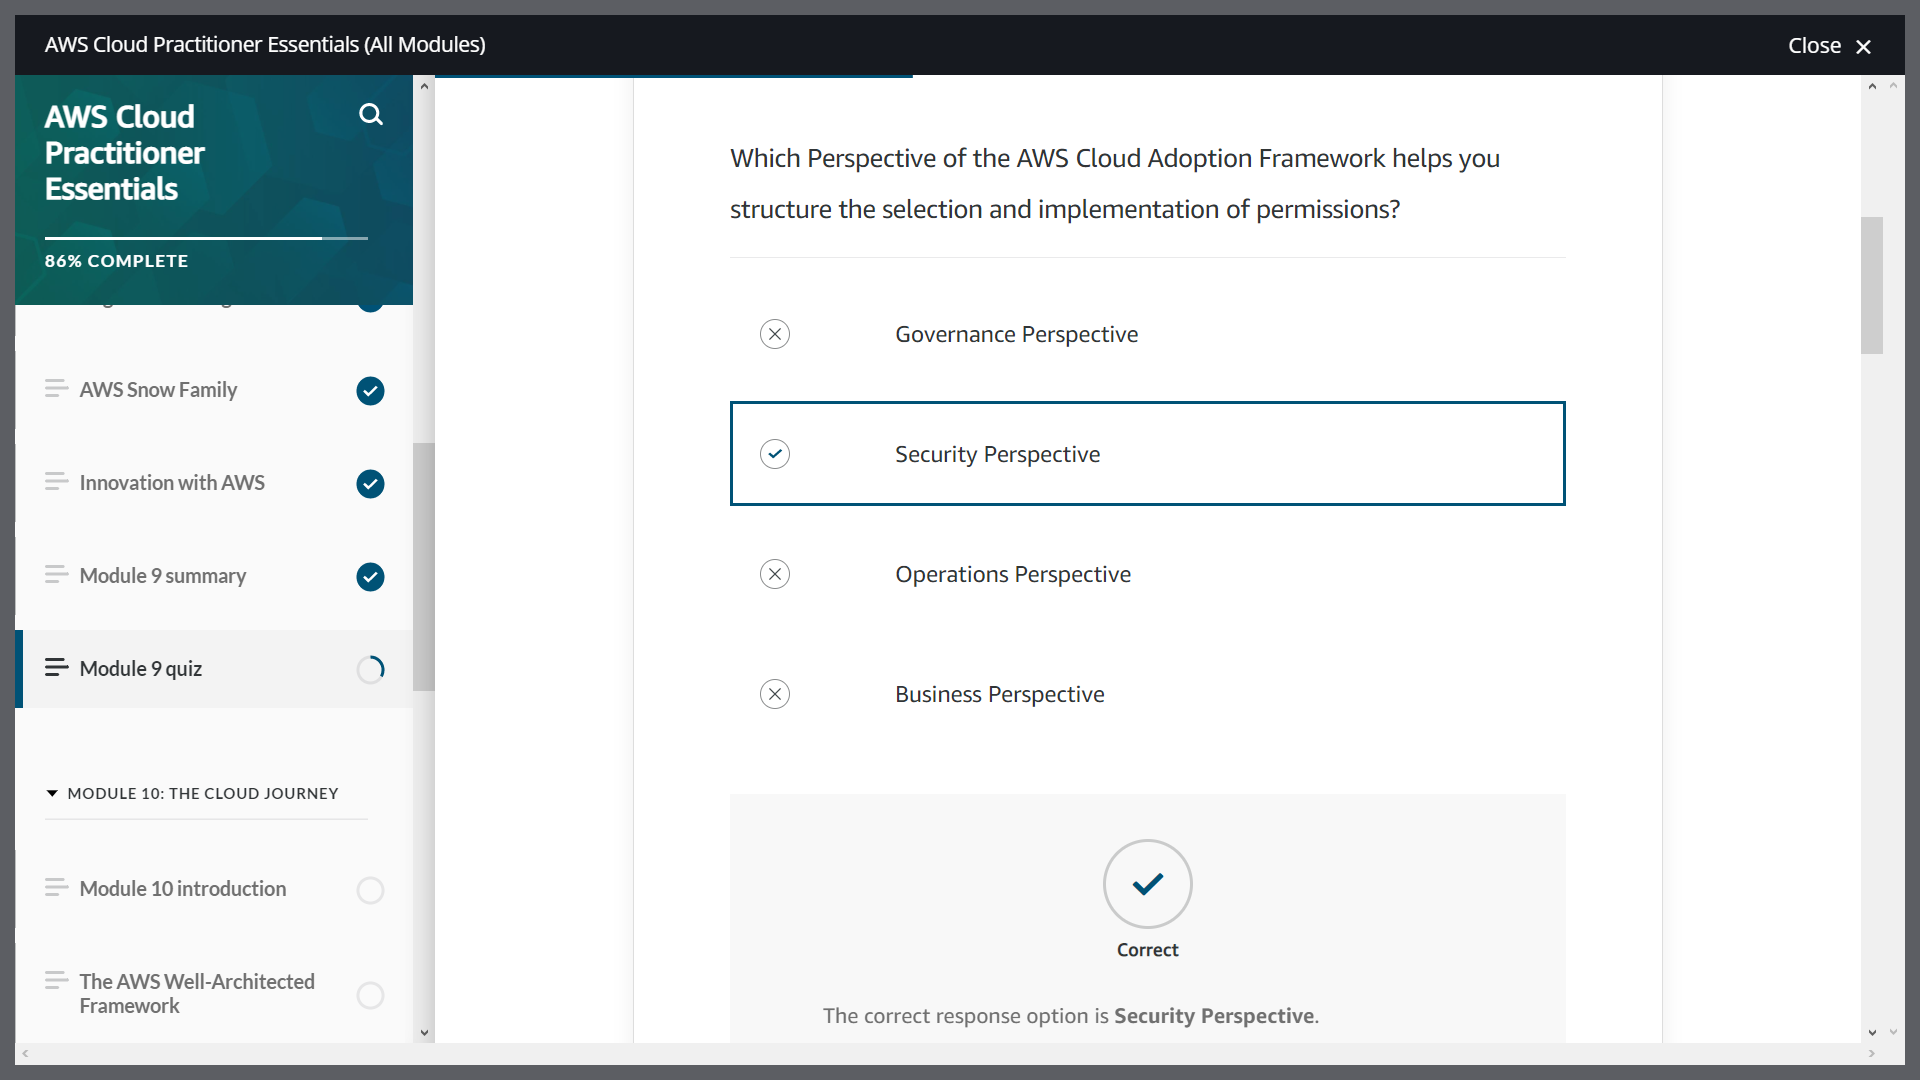 AWS Cloud Practitioner Essentials (All Modules)
Close
AWS Cloud
Practitioner
Essentials
86% COMPLETE
AWS Snow Family
Innovation with AWS
Module 9 summary
Module 9 quiz
MODULE 10: THE CLOUD JOURNEY
Module 10 introduction
The AWS Well-Architected
Framework
Which Perspective of the AWS Cloud Adoption Framework helps you
structure the selection and implementation of permissions?
Governance Perspective
Security Perspective
Operations Perspective
Business Perspective
Correct
The correct response option is Security Perspective.